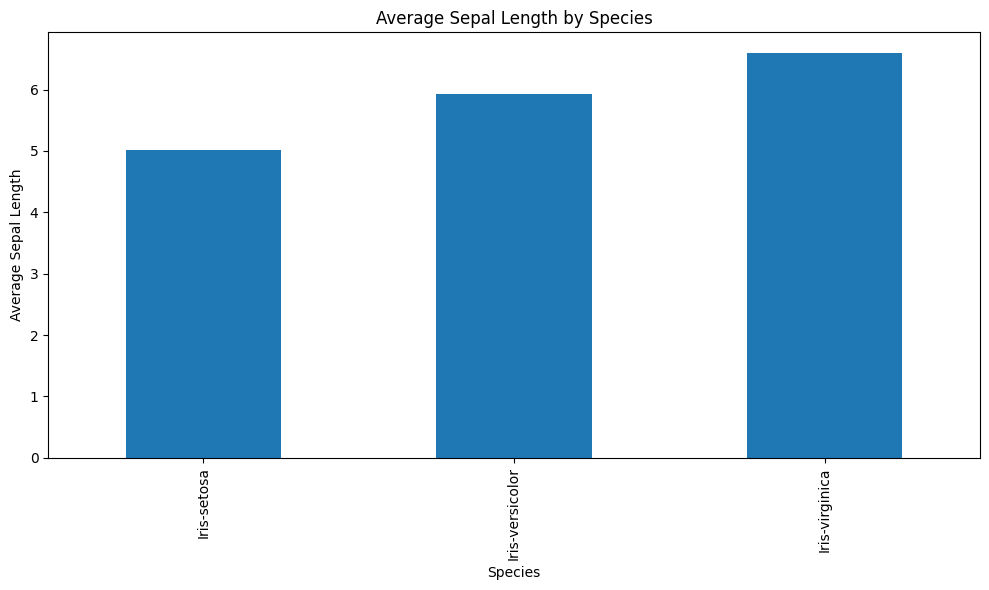 Average Sepal Length by Species
Average Sepal Length
6
5
4
3
2
1
0
Iris-setosa
Iris-versicolor
Iris-virginica
Species